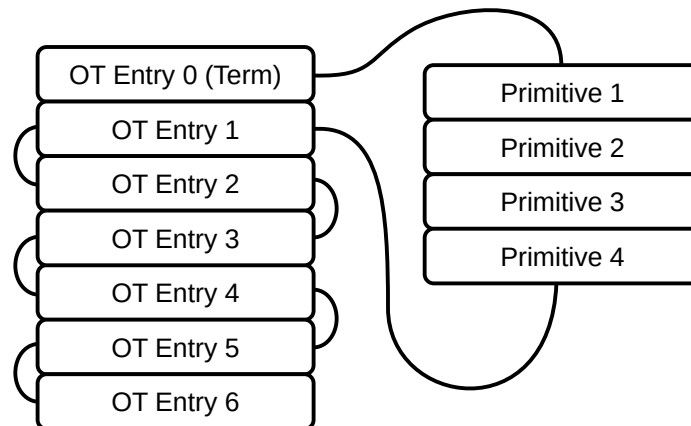 OT Entry 0 (Term)
OT Entry 1
OT Entry 2
OT Entry 3
OT Entry 4
OT Entry 5
OT Entry 6
Primitive 1
Primitive 2
Primitive 3
Primitive 4